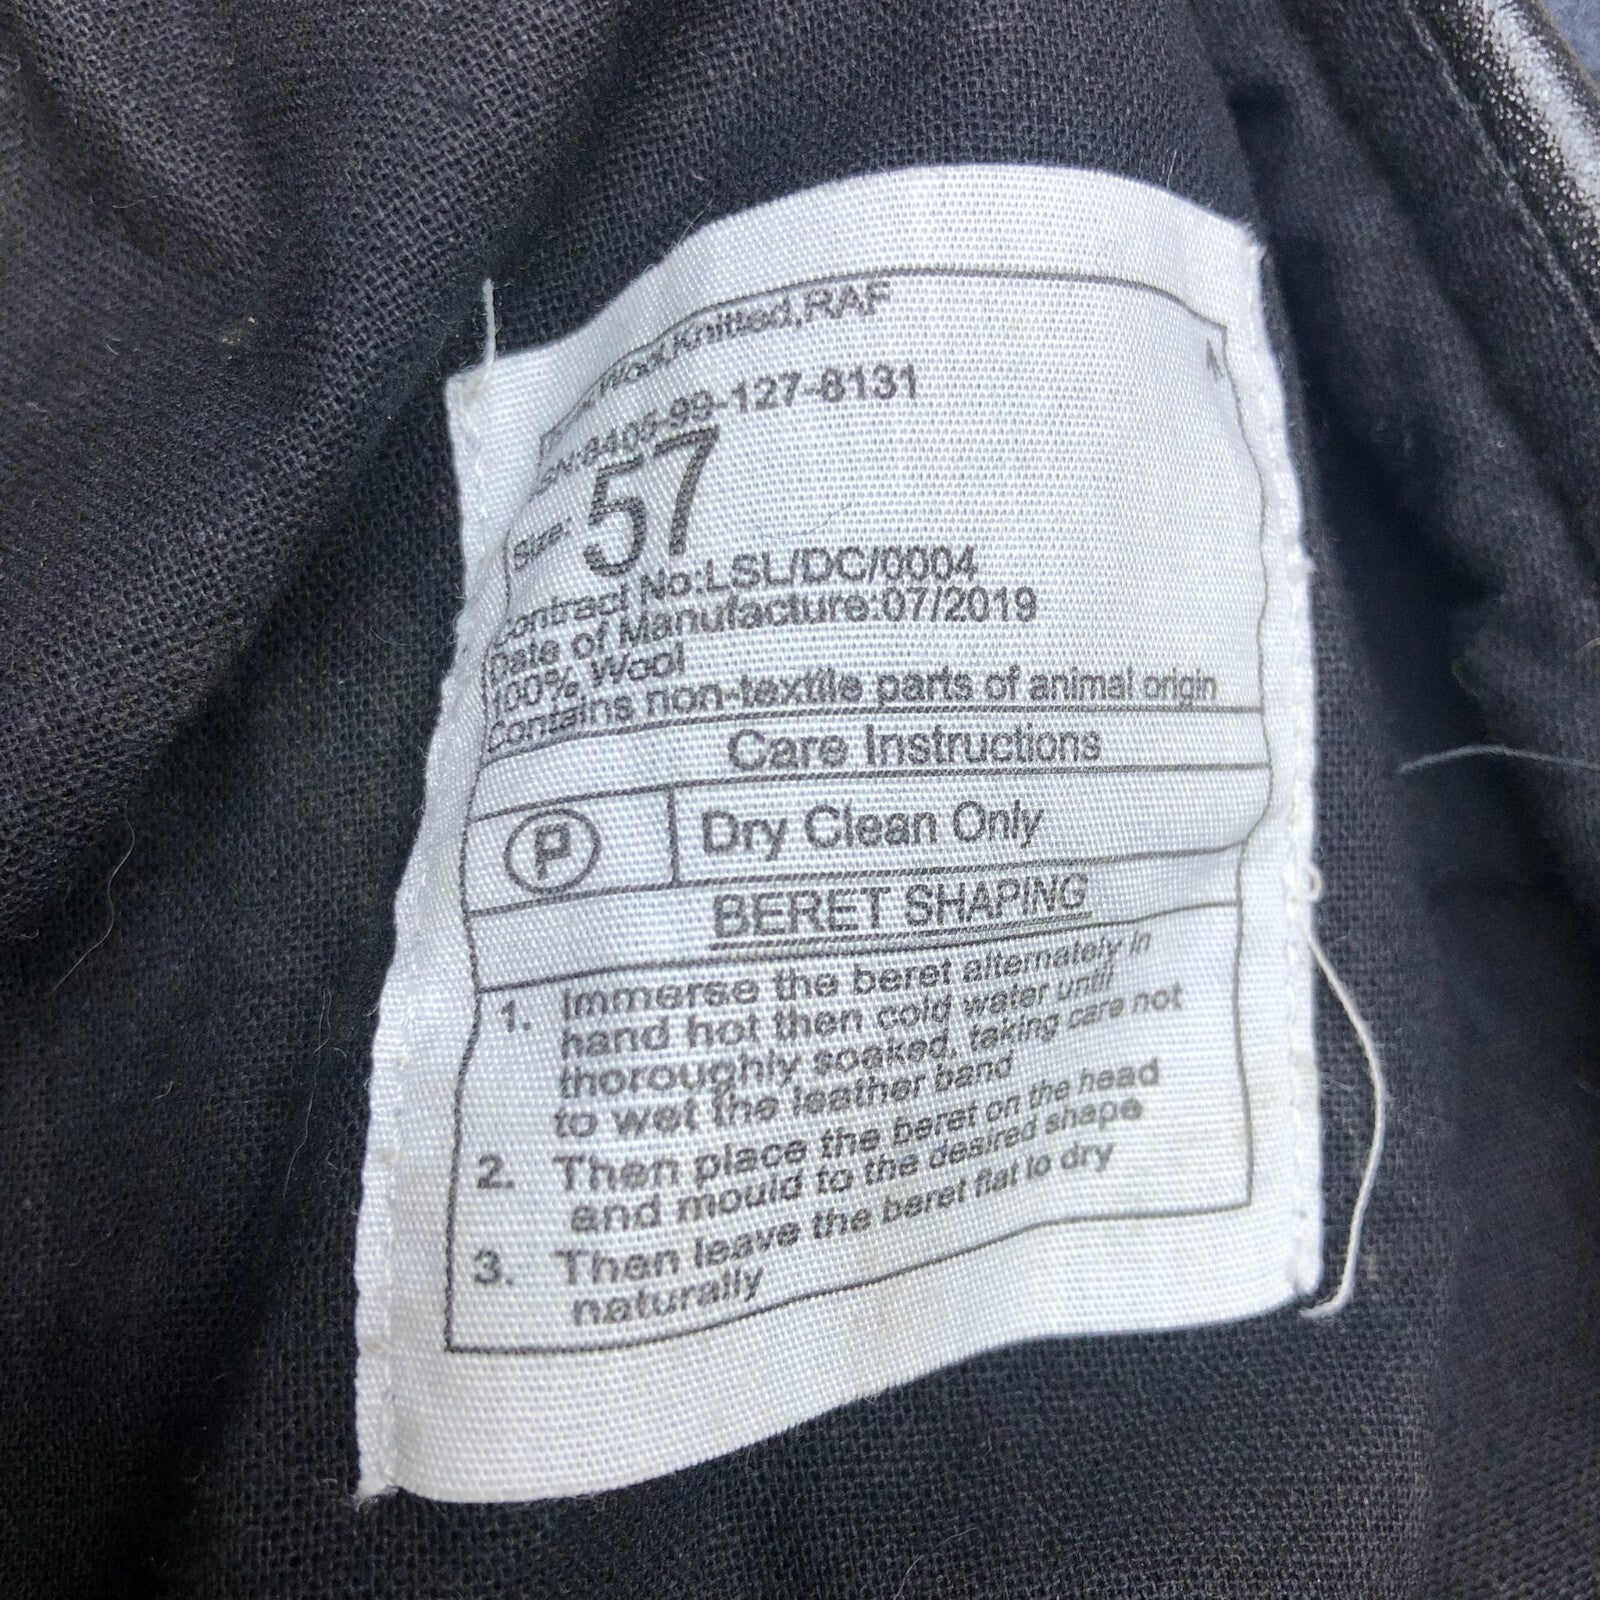 Wool,Knitted,RAF
NSN:8405-99-127-8131
Size: 57
Contract No:LSL/DC/0004
Date of Manufacture:07/2019
100% Wool
Contains non-textile parts of animal origin
Care Instructions
P Dry Clean Only
BERET SHAPING
1. Immerse the beret alternately in
hand hot then cold water until
thoroughly soaked, taking care not
to wet the leather band
2. Then place the beret on the head
and mould to the desired shape
3. Then leave the beret flat to dry
naturally